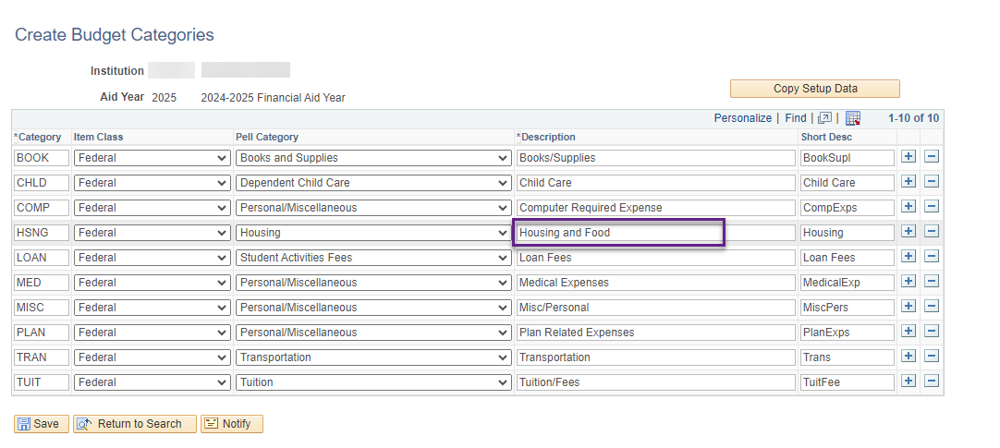 Create Budget Categories
Institution
Copy Setup Data
Aid Year 2025 2024-2025 Financial Aid Year
Personalize | Find | | 1-10 of 10
*Category Item Class Pell Category *Description Short Desc
BOOK Federal Books and Supplies Books/Supplies BookSupl
CHLD Federal Dependent Child Care Child Care Child Care
COMP Federal Personal/Miscellaneous Computer Required Expense CompExps
HSNG Federal Housing Housing and Food Housing
LOAN Federal Student Activities Fees Loan Fees Loan Fees
MED Federal Personal/Miscellaneous Medical Expenses MedicalExp
MISC Federal Personal/Miscellaneous Misc/Personal MiscPers
PLAN Federal Personal/Miscellaneous Plan Related Expenses PlanExps
TRAN Federal Transportation Transportation Trans
TUIT Federal Tuition Tuition/Fees TuitFee
Save Return to Search Notify